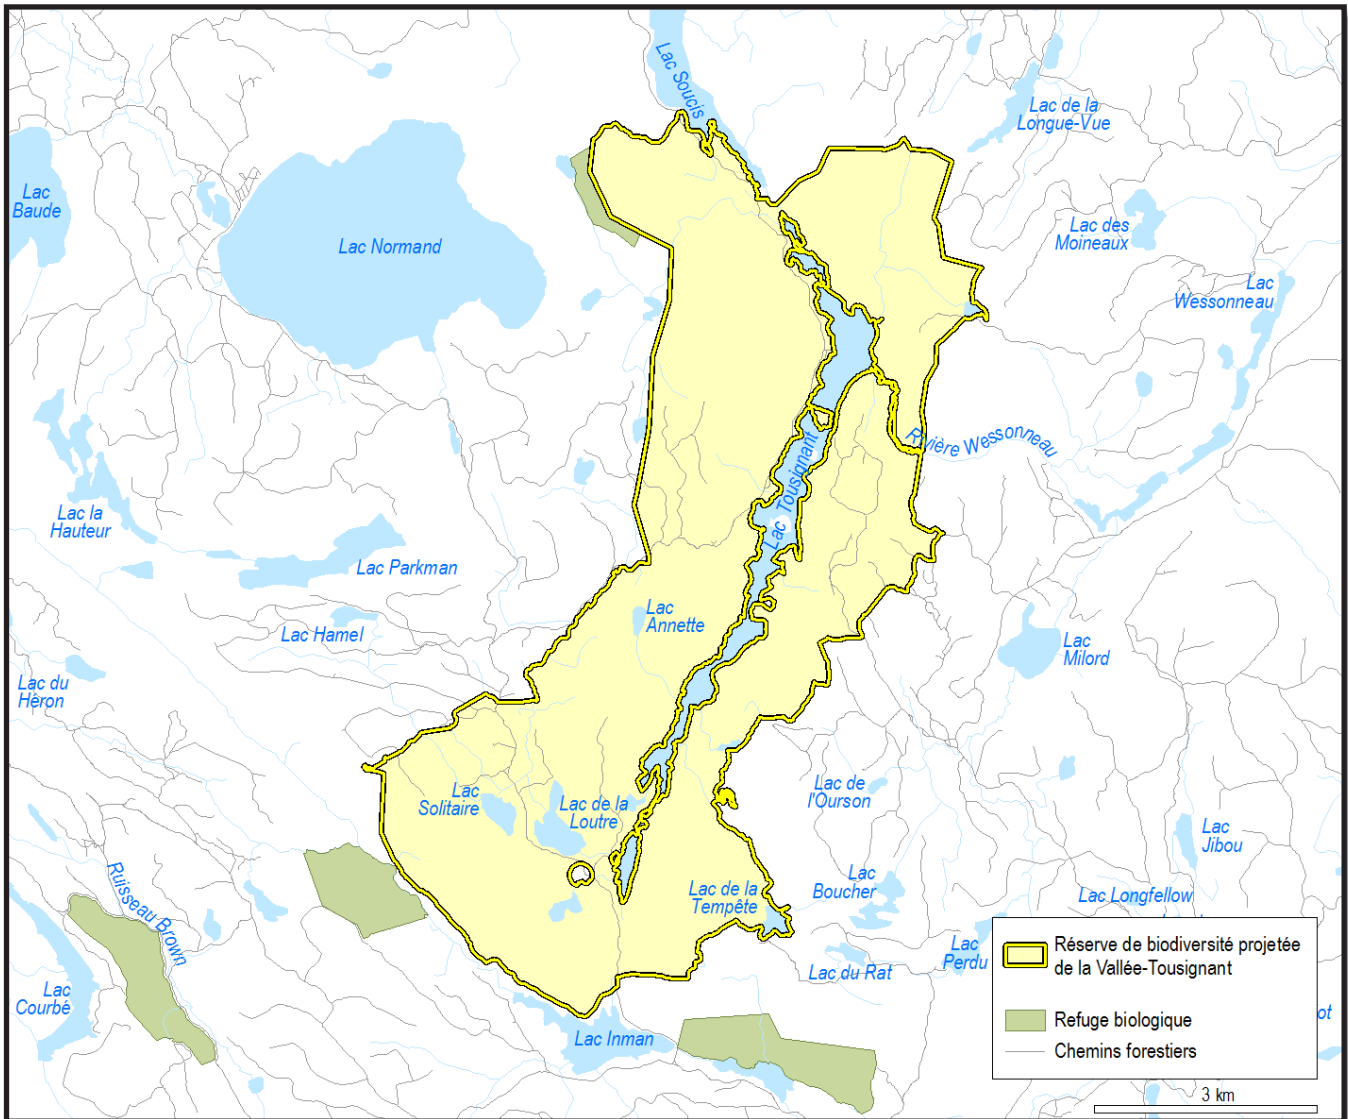 Lac Soucis
Lac de la
Longue-Vue
Lac
Baude
Lac Normand
Lac des
Moineaux
Lac
Wessonneau
Rivière Wessonneau
Lac Tousignant
Lac la
Hauteur
Lac Parkman
Lac Hamel
Lac
Annette
Lac
Milord
Lac du
Héron
Lac
Solitaire
Lac de la
Loutre
Lac de
l'Ourson
Lac
Jibou
Ruisseau Brown
Lac de la
Tempête
Lac
Boucher
Lac Longfellow
Lac
Perdu
Lac du Rat
Lac
Courbé
Lac Inman
Réserve de biodiversité projetée
de la Vallée-Tousignant
Refuge biologique
Chemins forestiers
ot
3 km